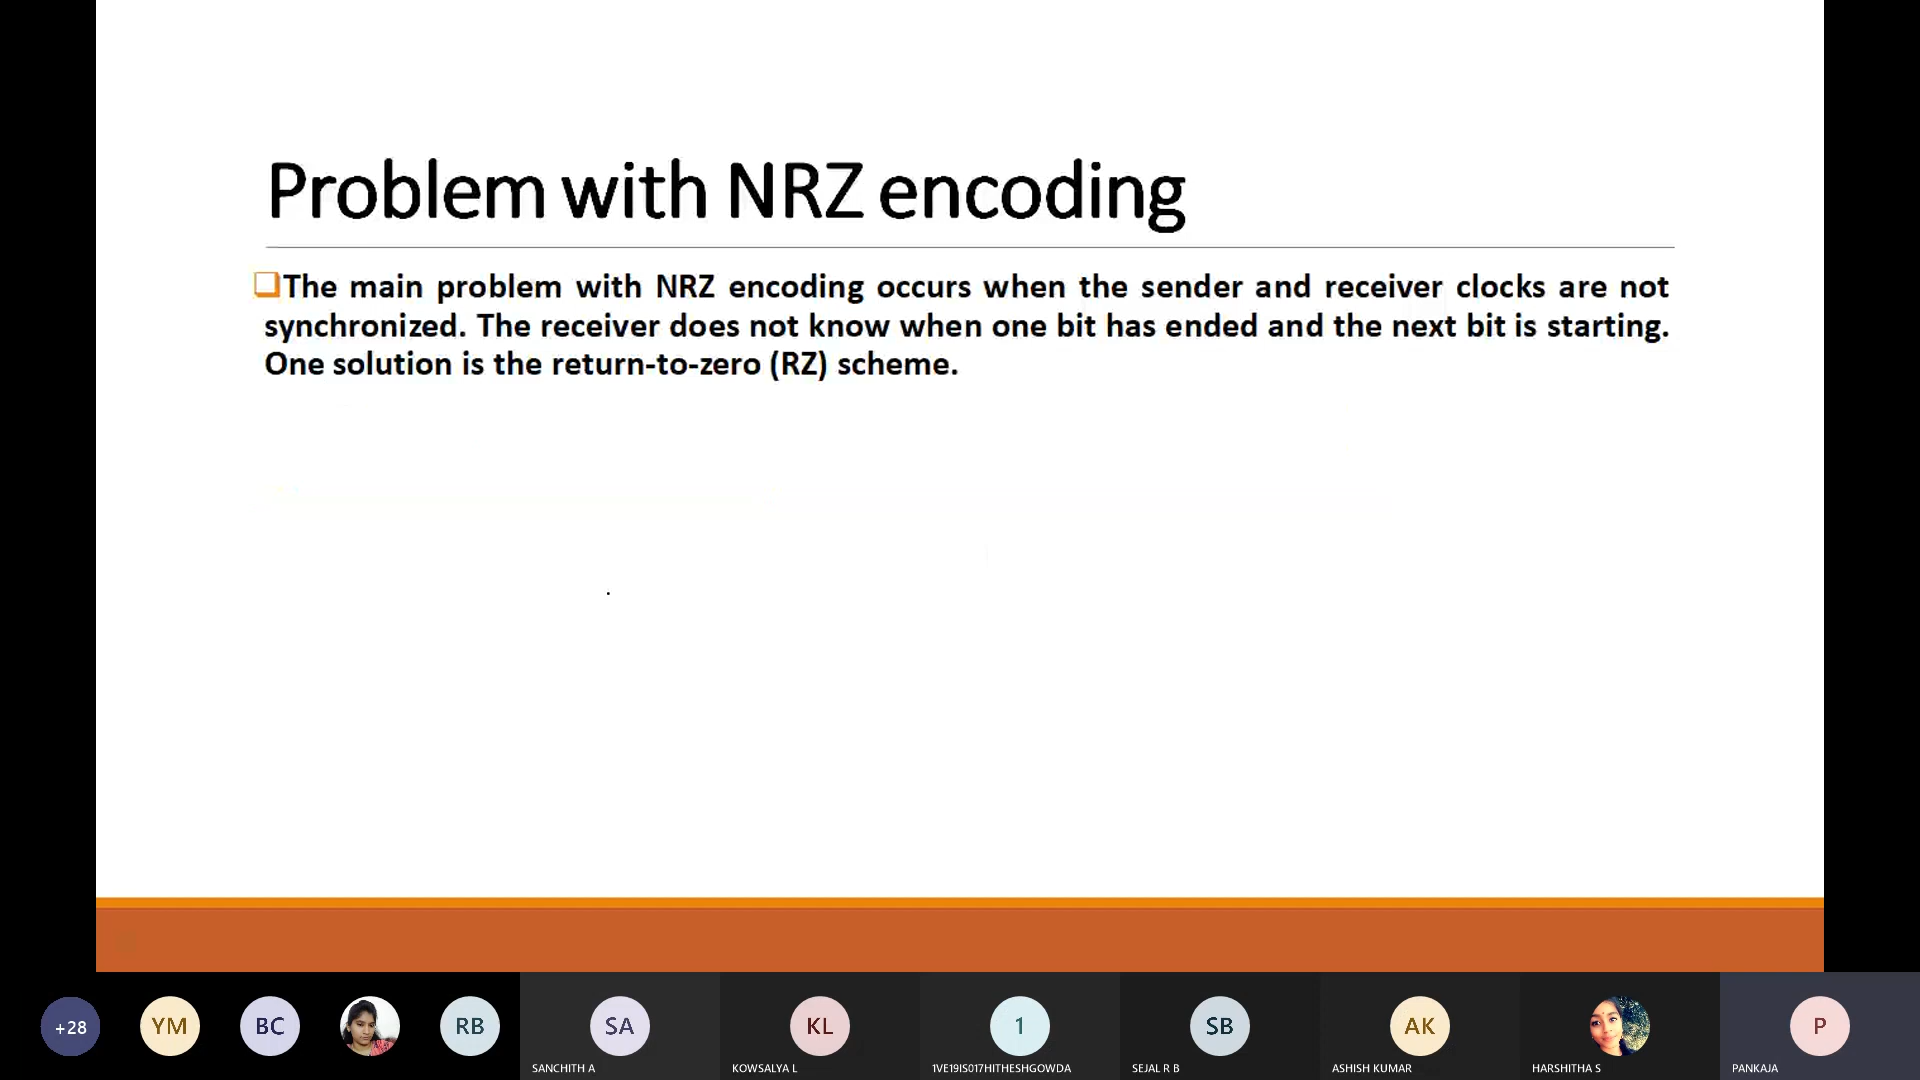 Problem with NRZ encoding
The main problem with NRZ encoding occurs when the sender and receiver clocks are not
synchronized. The receiver does not know when one bit has ended and the next bit is starting.
One solution is the return-to-zero (RZ) scheme.
+28
YM
BC
RB
SA
KL
1
SB
AK
P
SANCHITH A
KOWSALYA L
1VE19IS017HITHESHGOWDA
SEJAL R B
ASHISH KUMAR
HARSHITHA S
PANKAJA